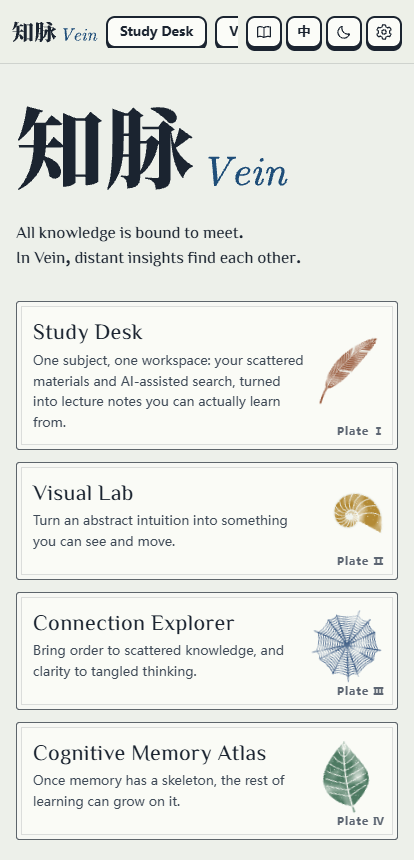 知脉 Vein
Study Desk
V
中
知脉 Vein
All knowledge is bound to meet.
In Vein, distant insights find each other.
Study Desk
One subject, one workspace: your scattered
materials and AI-assisted search, turned
into lecture notes you can actually learn
from.
Plate I
Visual Lab
Turn an abstract intuition into something
you can see and move.
Plate II
Connection Explorer
Bring order to scattered knowledge, and
clarity to tangled thinking.
Plate III
Cognitive Memory Atlas
Once memory has a skeleton, the rest of
learning can grow on it.
Plate IV